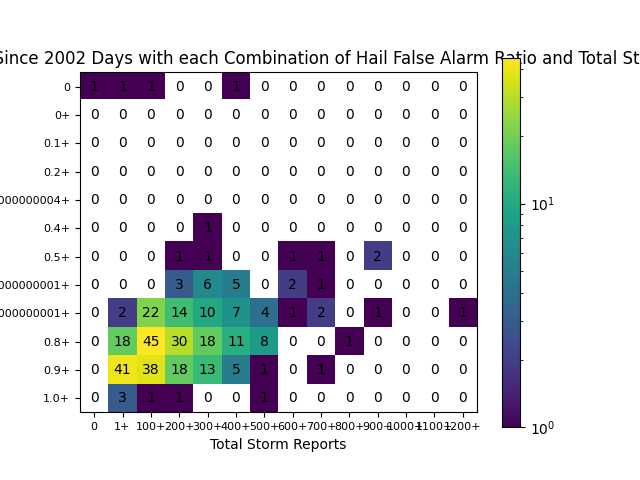 Since 2002 Days with each Combination of Hail False Alarm Ratio and Total St
0 1 1 1 0 0 1 0 0 0 0 0 0 0 0
0+ 0 0 0 0 0 0 0 0 0 0 0 0 0 0
0.1+ 0 0 0 0 0 0 0 0 0 0 0 0 0 0
0.2+ 0 0 0 0 0 0 0 0 0 0 0 0 0 0
000000004+ 0 0 0 0 0 0 0 0 0 0 0 0 0 0
0.4+ 0 0 0 0 1 0 0 0 0 0 0 0 0 0
0.5+ 0 0 0 1 1 0 0 1 1 0 2 0 0 0
000000001+ 0 0 0 3 6 5 0 2 1 0 0 0 0 0
000000001+ 0 2 22 14 10 7 4 1 2 0 1 0 0 1
0.8+ 0 18 45 30 18 11 8 0 0 1 0 0 0 0
0.9+ 0 41 38 18 13 5 1 0 1 0 0 0 0 0
1.0+ 0 3 1 1 0 0 1 0 0 0 0 0 0 0
0 1+ 100+ 200+ 300+ 400+ 500+ 600+ 700+ 800+ 900+ 1000+ 1100+ 1200+
Total Storm Reports
10¹
10⁰